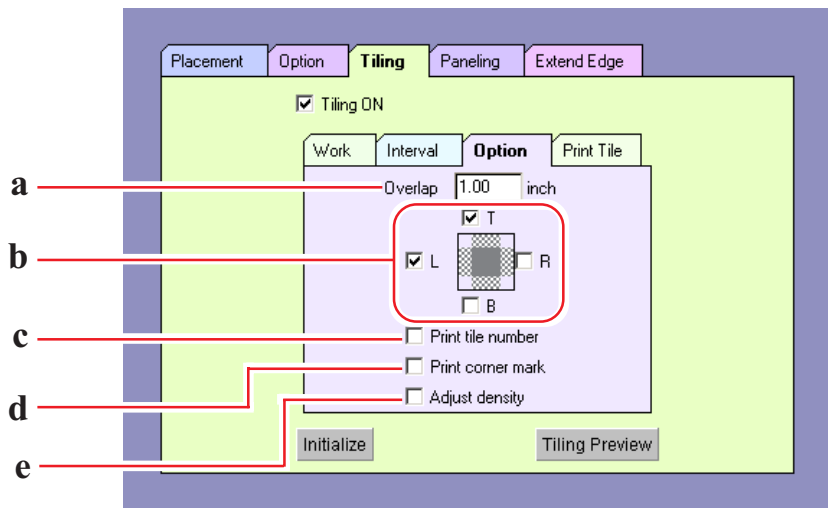 Placement Option Tiling Paneling Extend Edge
Tiling ON
Work Interval Option Print Tile
a Overlap 1.00 inch
T
b L R
B
c Print tile number
d Print corner mark
e Adjust density
Initialize Tiling Preview